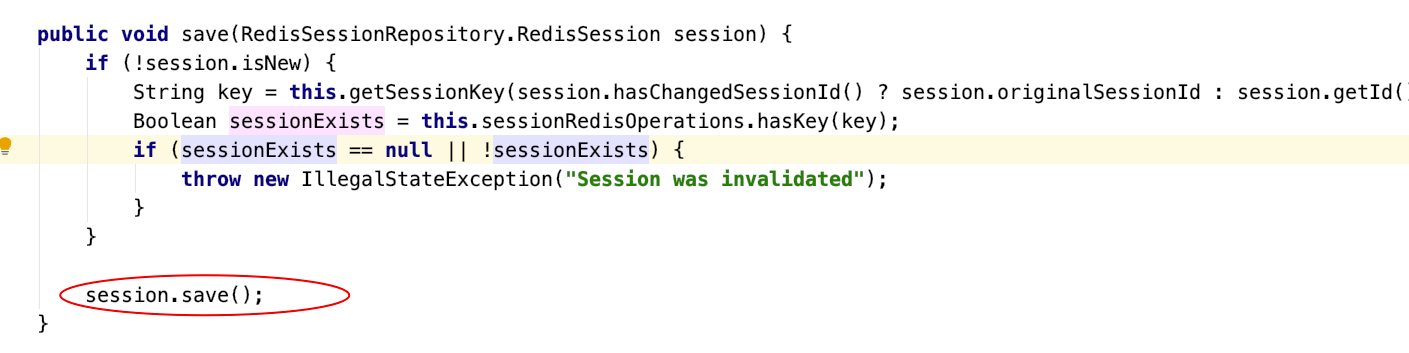 public void save(RedisSessionRepository.RedisSession session) {
if (!session.isNew) {
String key = this.getSessionKey(session.hasChangedSessionId() ? session.originalSessionId : session.getId()
Boolean sessionExists = this.sessionRedisOperations.hasKey(key);
if (sessionExists == null || !sessionExists) {
throw new IllegalStateException("Session was invalidated");
}
}
session.save();
}